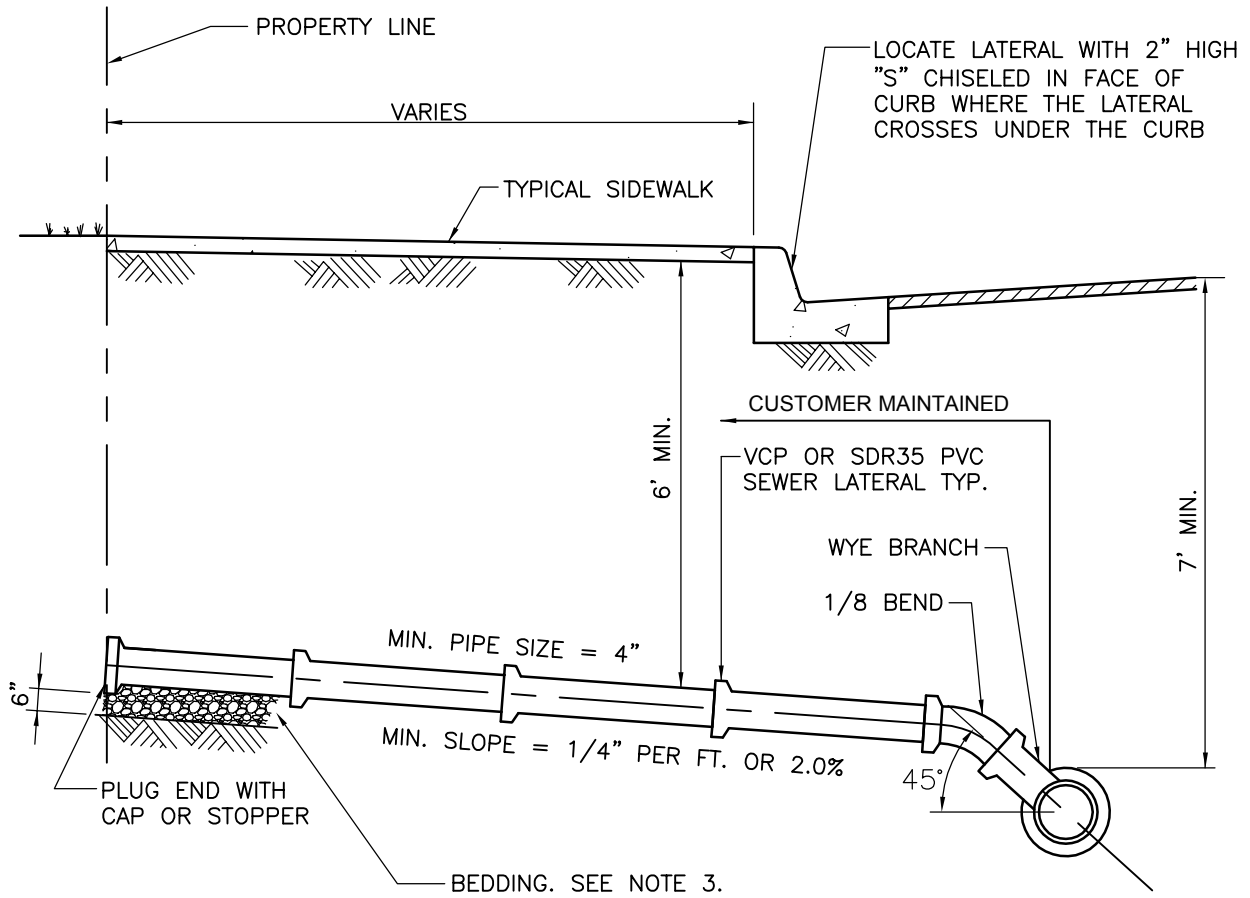 PROPERTY LINE
LOCATE LATERAL WITH 2" HIGH
"S" CHISELED IN FACE OF
CURB WHERE THE LATERAL
CROSSES UNDER THE CURB
VARIES
TYPICAL SIDEWALK
CUSTOMER MAINTAINED
6' MIN.
VCP OR SDR35 PVC
SEWER LATERAL TYP.
7' MIN.
WYE BRANCH
1/8 BEND
MIN. PIPE SIZE = 4"
6"
MIN. SLOPE = 1/4" PER FT. OR 2.0%
45°
PLUG END WITH
CAP OR STOPPER
BEDDING. SEE NOTE 3.